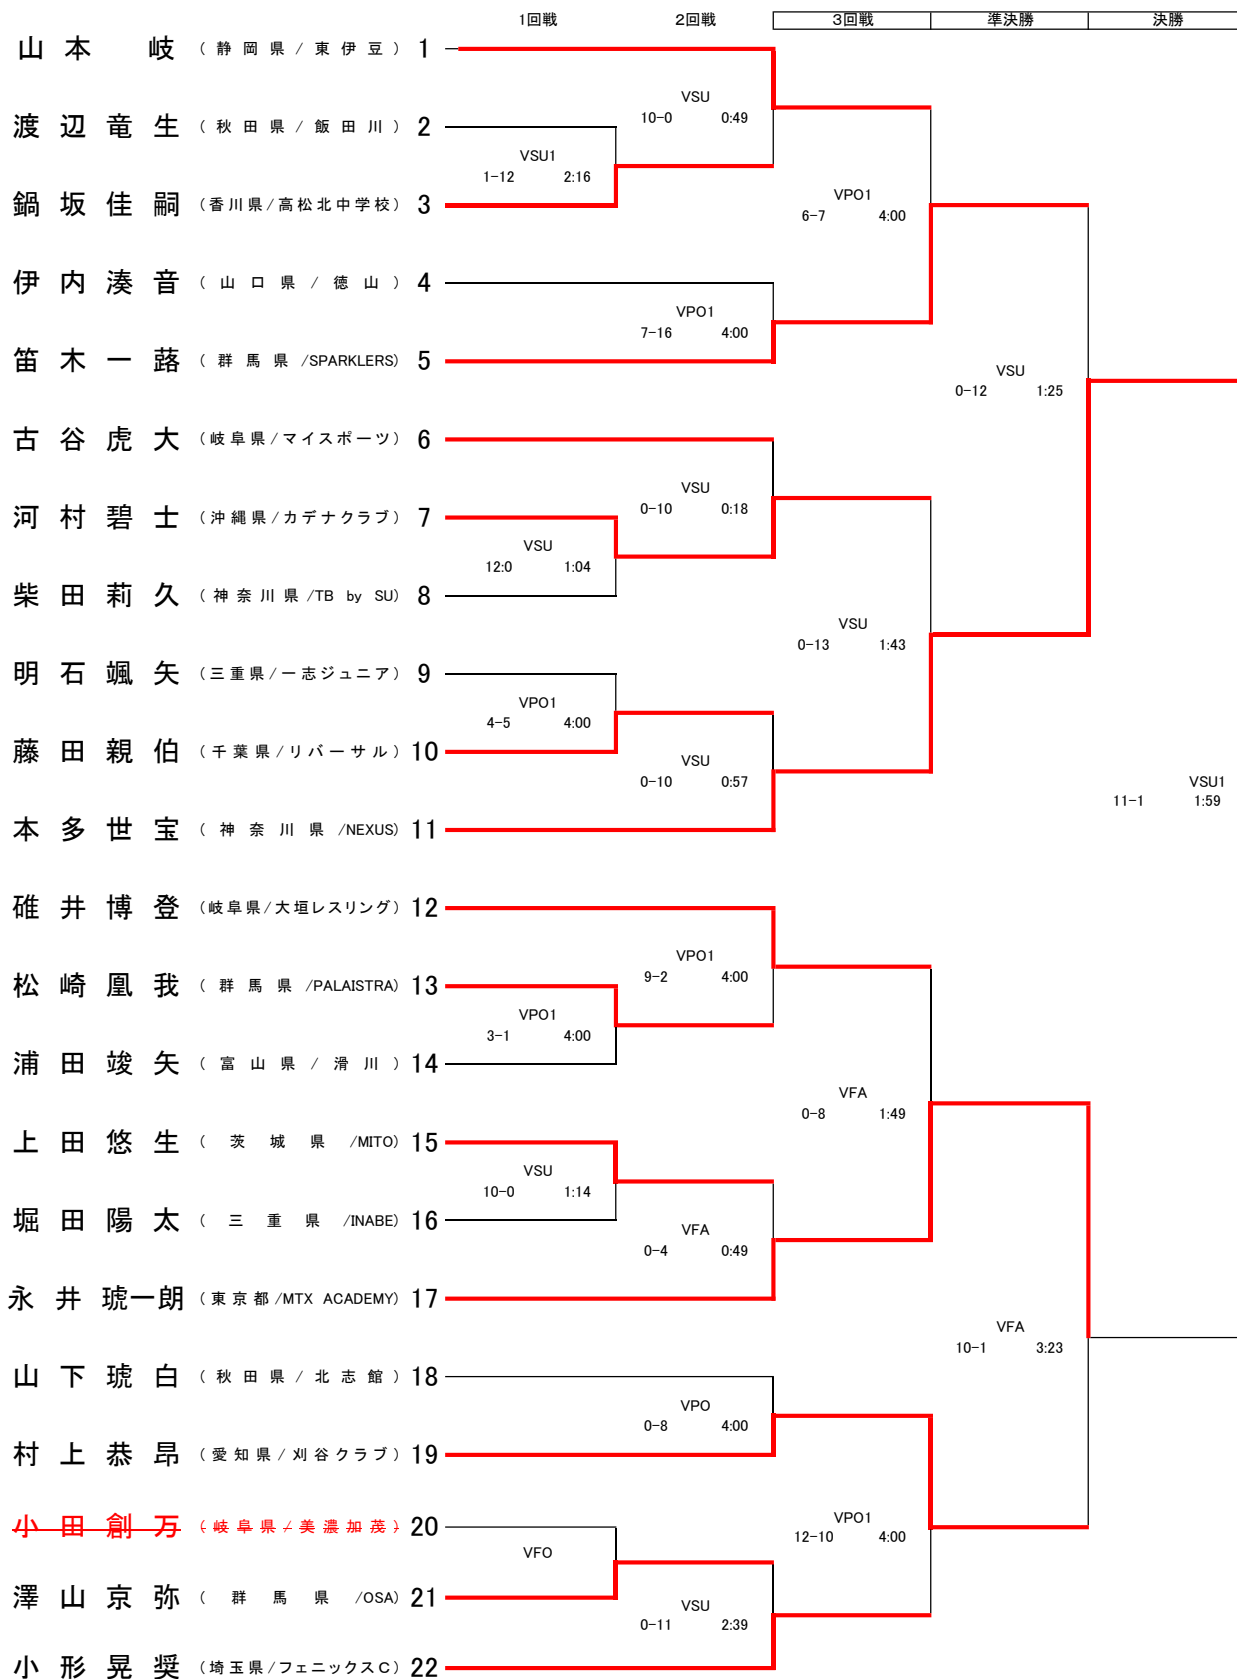 1回戦 2回戦 3回戦 準決勝 決勝
山本 岐 (静岡県/東伊豆) 1
VSU
10-0 0:49
渡辺竜生 (秋田県/飯田川) 2
VSU1
1-12 2:16
鍋坂佳嗣 (香川県/高松北中学校) 3
VPO1
6-7 4:00
伊内湊音 (山口県/徳山) 4
VPO1
7-16 4:00
笛木一蕗 (群馬県/SPARKLERS) 5
VSU
0-12 1:25
古谷虎大 (岐阜県/マイスポーツ) 6
VSU
0-10 0:18
河村碧士 (沖縄県/カデナクラブ) 7
VSU
12:0 1:04
柴田莉久 (神奈川県/TB by SU) 8
VSU
0-13 1:43
明石颯矢 (三重県/一志ジュニア) 9
VPO1
4-5 4:00
藤田親伯 (千葉県/リバーサル) 10
VSU
0-10 0:57
VSU1
11-1 1:59
本多世宝 (神奈川県/NEXUS) 11
碓井博登 (岐阜県/大垣レスリング) 12
VPO1
9-2 4:00
松崎凰我 (群馬県/PALAISTRA) 13
VPO1
3-1 4:00
浦田竣矢 (富山県/滑川) 14
VFA
0-8 1:49
上田悠生 (茨城県/MITO) 15
VSU
10-0 1:14
堀田陽太 (三重県/INABE) 16
VFA
0-4 0:49
永井琥一朗 (東京都/MTX ACADEMY) 17
VFA
10-1 3:23
山下琥白 (秋田県/北志館) 18
VPO
0-8 4:00
村上恭昂 (愛知県/刈谷クラブ) 19
VPO1
12-10 4:00
小田創万 (岐阜県/美濃加茂) 20
VFO
澤山京弥 (群馬県/OSA) 21
VSU
0-11 2:39
小形晃奨 (埼玉県/フェニックスC) 22